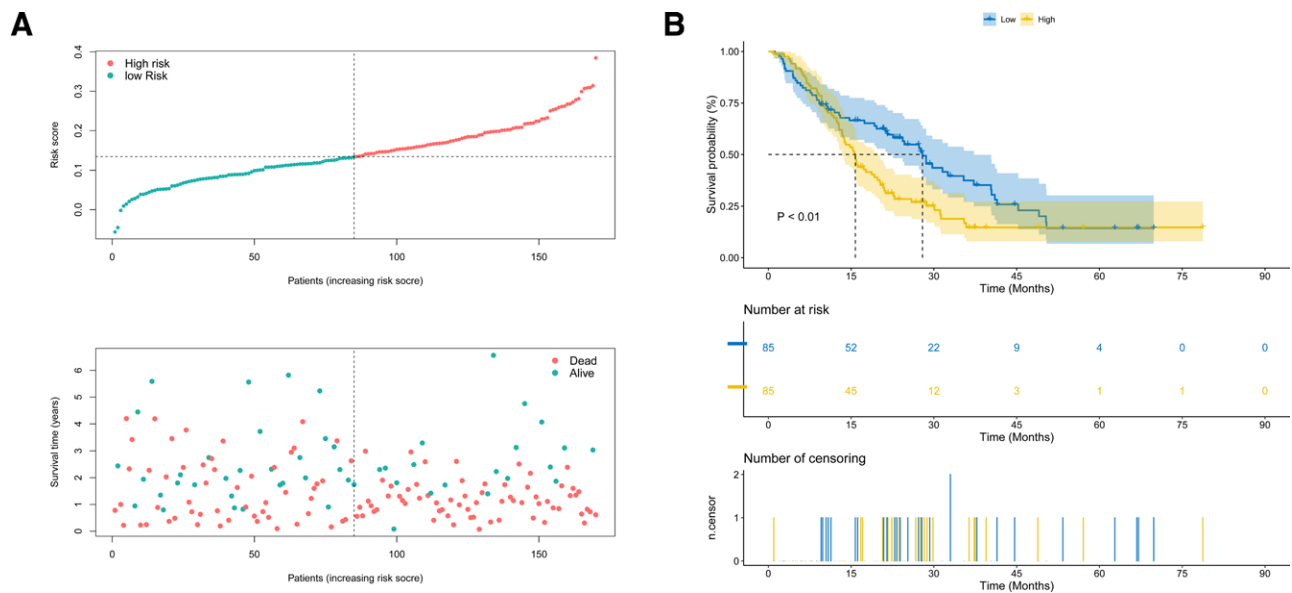 A
Risk score
0.4
0.3
0.2
0.1
0.0
High risk
low Risk
0 50 100 150
Patients (increasing risk socre)
Survival time (years)
6
5
4
3
2
1
0
Dead
Alive
0 50 100 150
Patients (increasing risk socre)
B
Low High
Survival probability (%)
1.00
0.75
0.50
0.25
0.00
P < 0.01
0 15 30 45 60 75 90
Time (Months)
Number at risk
85 52 22 9 4 0 0
85 45 12 3 1 1 0
0 15 30 45 60 75 90
Time (Months)
Number of censoring
n.censor
2
1
0
0 15 30 45 60 75 90
Time (Months)